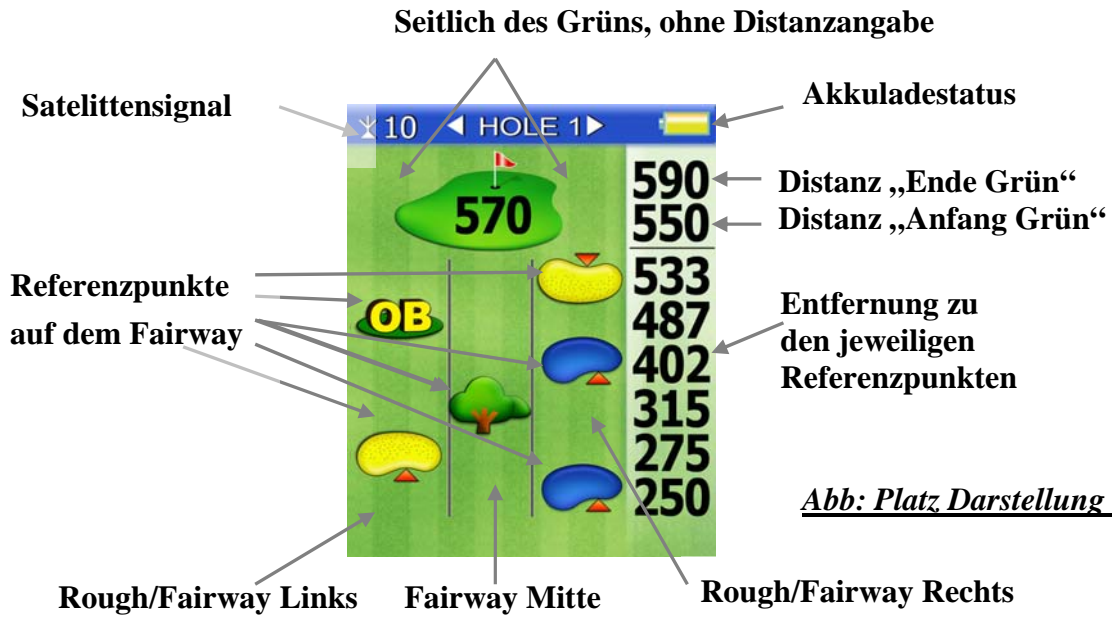 Seitlich des Grüns, ohne Distanzangabe
Satelittensignal
Akkuladestatus
10 HOLE 1
590
550
570
Distanz „Ende Grün“
Distanz „Anfang Grün“
Referenzpunkte
auf dem Fairway
OB
533
487
402
315
275
250
Entfernung zu
den jeweiligen
Referenzpunkten
Abb: Platz Darstellung
Rough/Fairway Links
Fairway Mitte
Rough/Fairway Rechts